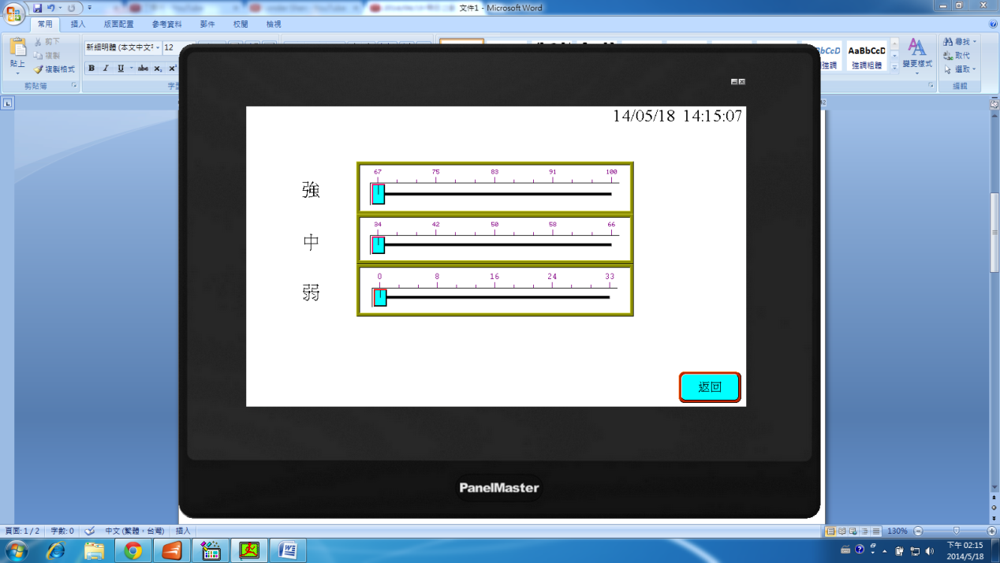 文件1 - Microsoft Word
常用 插入 版面配置 參考資料 郵件 校閱 檢視
剪下
複製
複製格式
貼上
剪貼簿
新細明體 (本文中文 12
B I U abc X₂ X²
AaBbCcD
強調粗體
變更樣式
尋找
取代
選取
編輯
14/05/18 14:15:07
強
67 75 83 91 100
中
34 42 50 58 66
弱
0 8 16 24 33
返回
PanelMaster
頁面: 1 / 2 字數: 0 中文 (繁體，台灣) 插入 130%
下午 02:15
2014/5/18